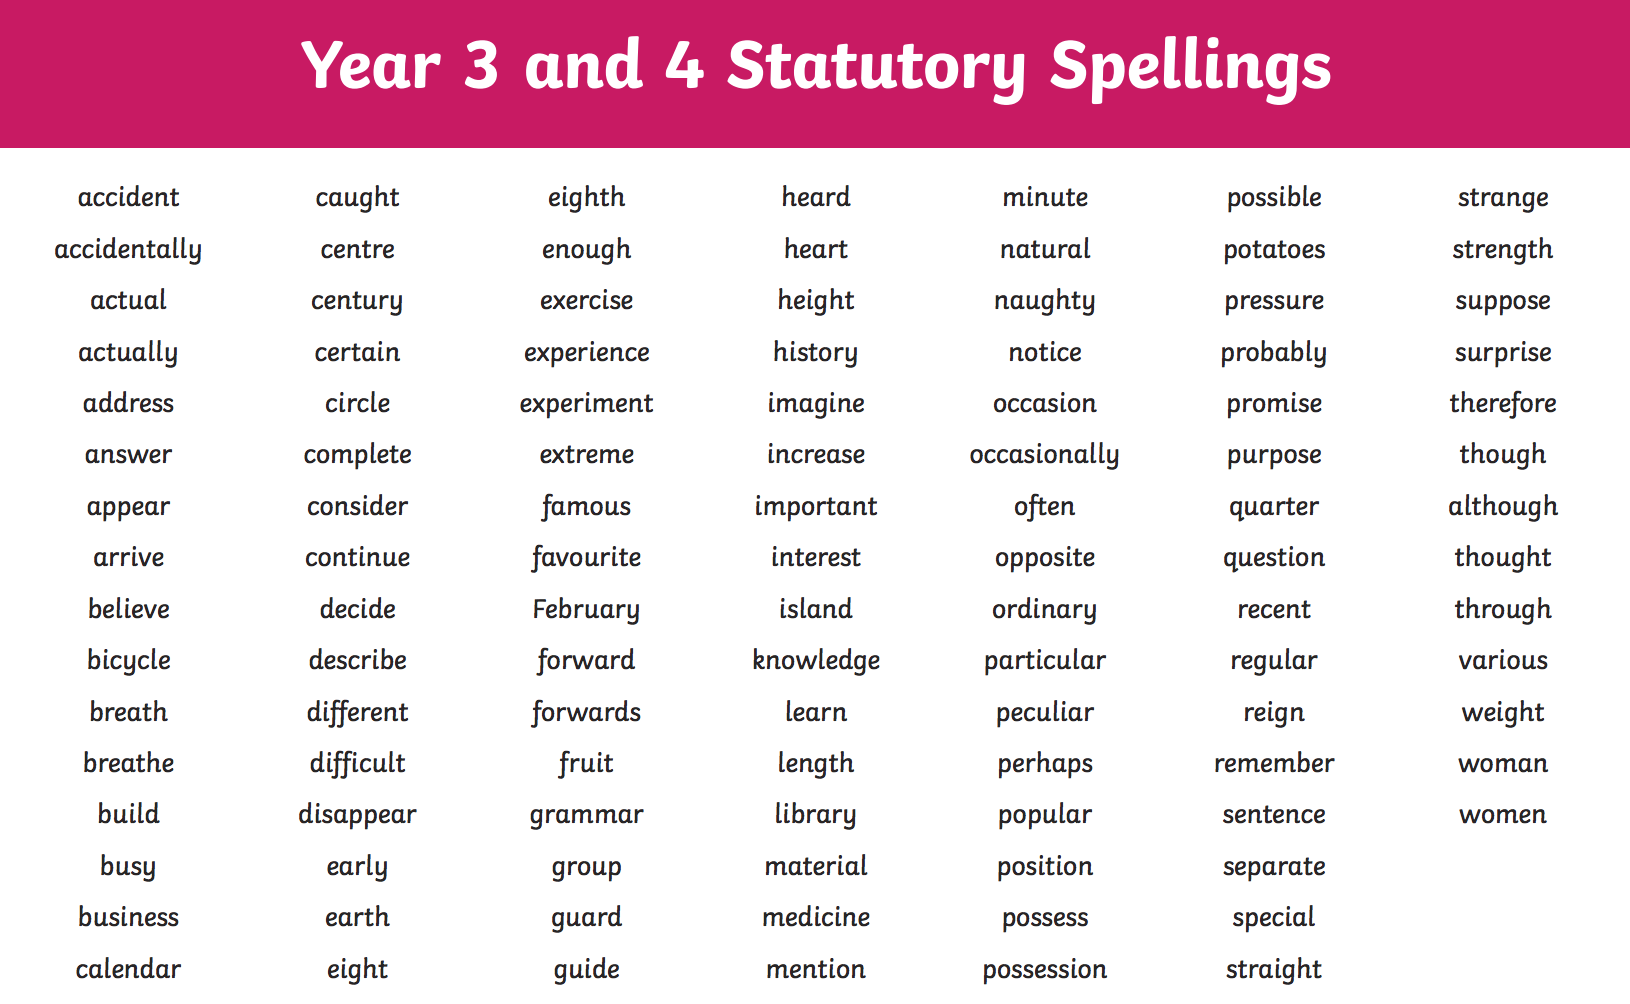 Year 3 and 4 Statutory Spellings
accident
accidentally
actual
actually
address
answer
appear
arrive
believe
bicycle
breath
breathe
build
busy
business
calendar
caught
centre
century
certain
circle
complete
consider
continue
decide
describe
different
difficult
disappear
early
earth
eight
eighth
enough
exercise
experience
experiment
extreme
famous
favourite
February
forward
forwards
fruit
grammar
group
guard
guide
heard
heart
height
history
imagine
increase
important
interest
island
knowledge
learn
length
library
material
medicine
mention
minute
natural
naughty
notice
occasion
occasionally
often
opposite
ordinary
particular
peculiar
perhaps
popular
position
possess
possession
possible
potatoes
pressure
probably
promise
purpose
quarter
question
recent
regular
reign
remember
sentence
separate
special
straight
strange
strength
suppose
surprise
therefore
though
although
thought
through
various
weight
woman
women